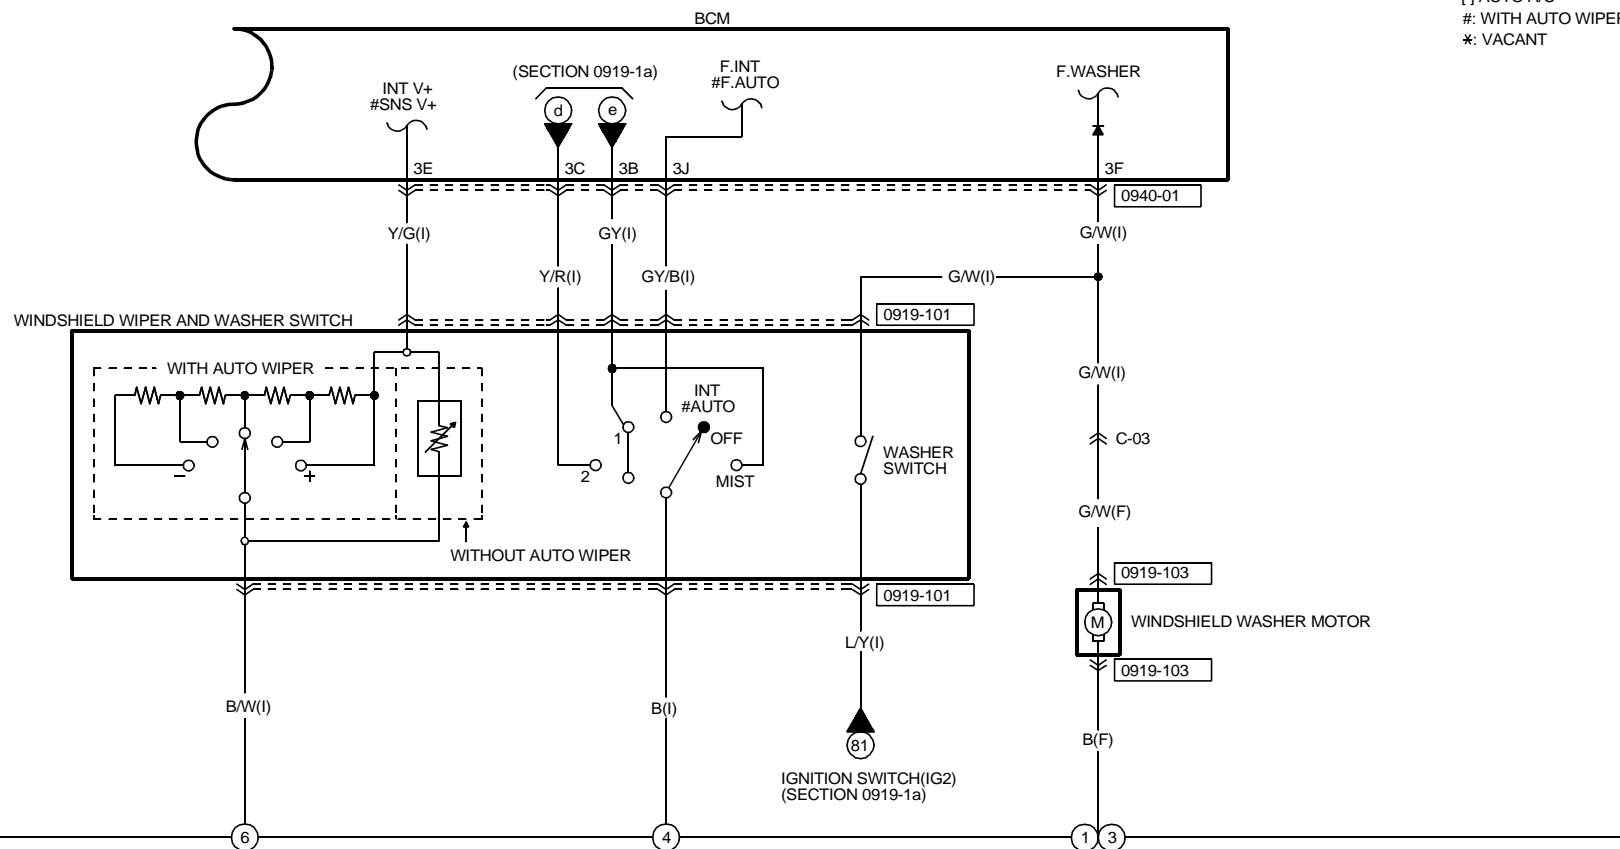 BCM
[ ] AUTO A/C
#: WITH AUTO WIPER
*: VACANT
INT V+
#SNS V+
(SECTION 0919-1a)
d
e
F.INT
#F.AUTO
F.WASHER
3E
3C
3B
3J
3F
0940-01
Y/G(I)
GY(I)
G/W(I)
Y/R(I)
GY/B(I)
G/W(I)
WINDSHIELD WIPER AND WASHER SWITCH
0919-101
WITH AUTO WIPER
G/W(I)
INT
#AUTO
1
OFF
C-03
2
MIST
WASHER
SWITCH
−
+
G/W(F)
WITHOUT AUTO WIPER
0919-103
0919-101
M
WINDSHIELD WASHER MOTOR
L/Y(I)
0919-103
B/W(I)
B(I)
81
B(F)
IGNITION SWITCH(IG2)
(SECTION 0919-1a)
6
4
1
3